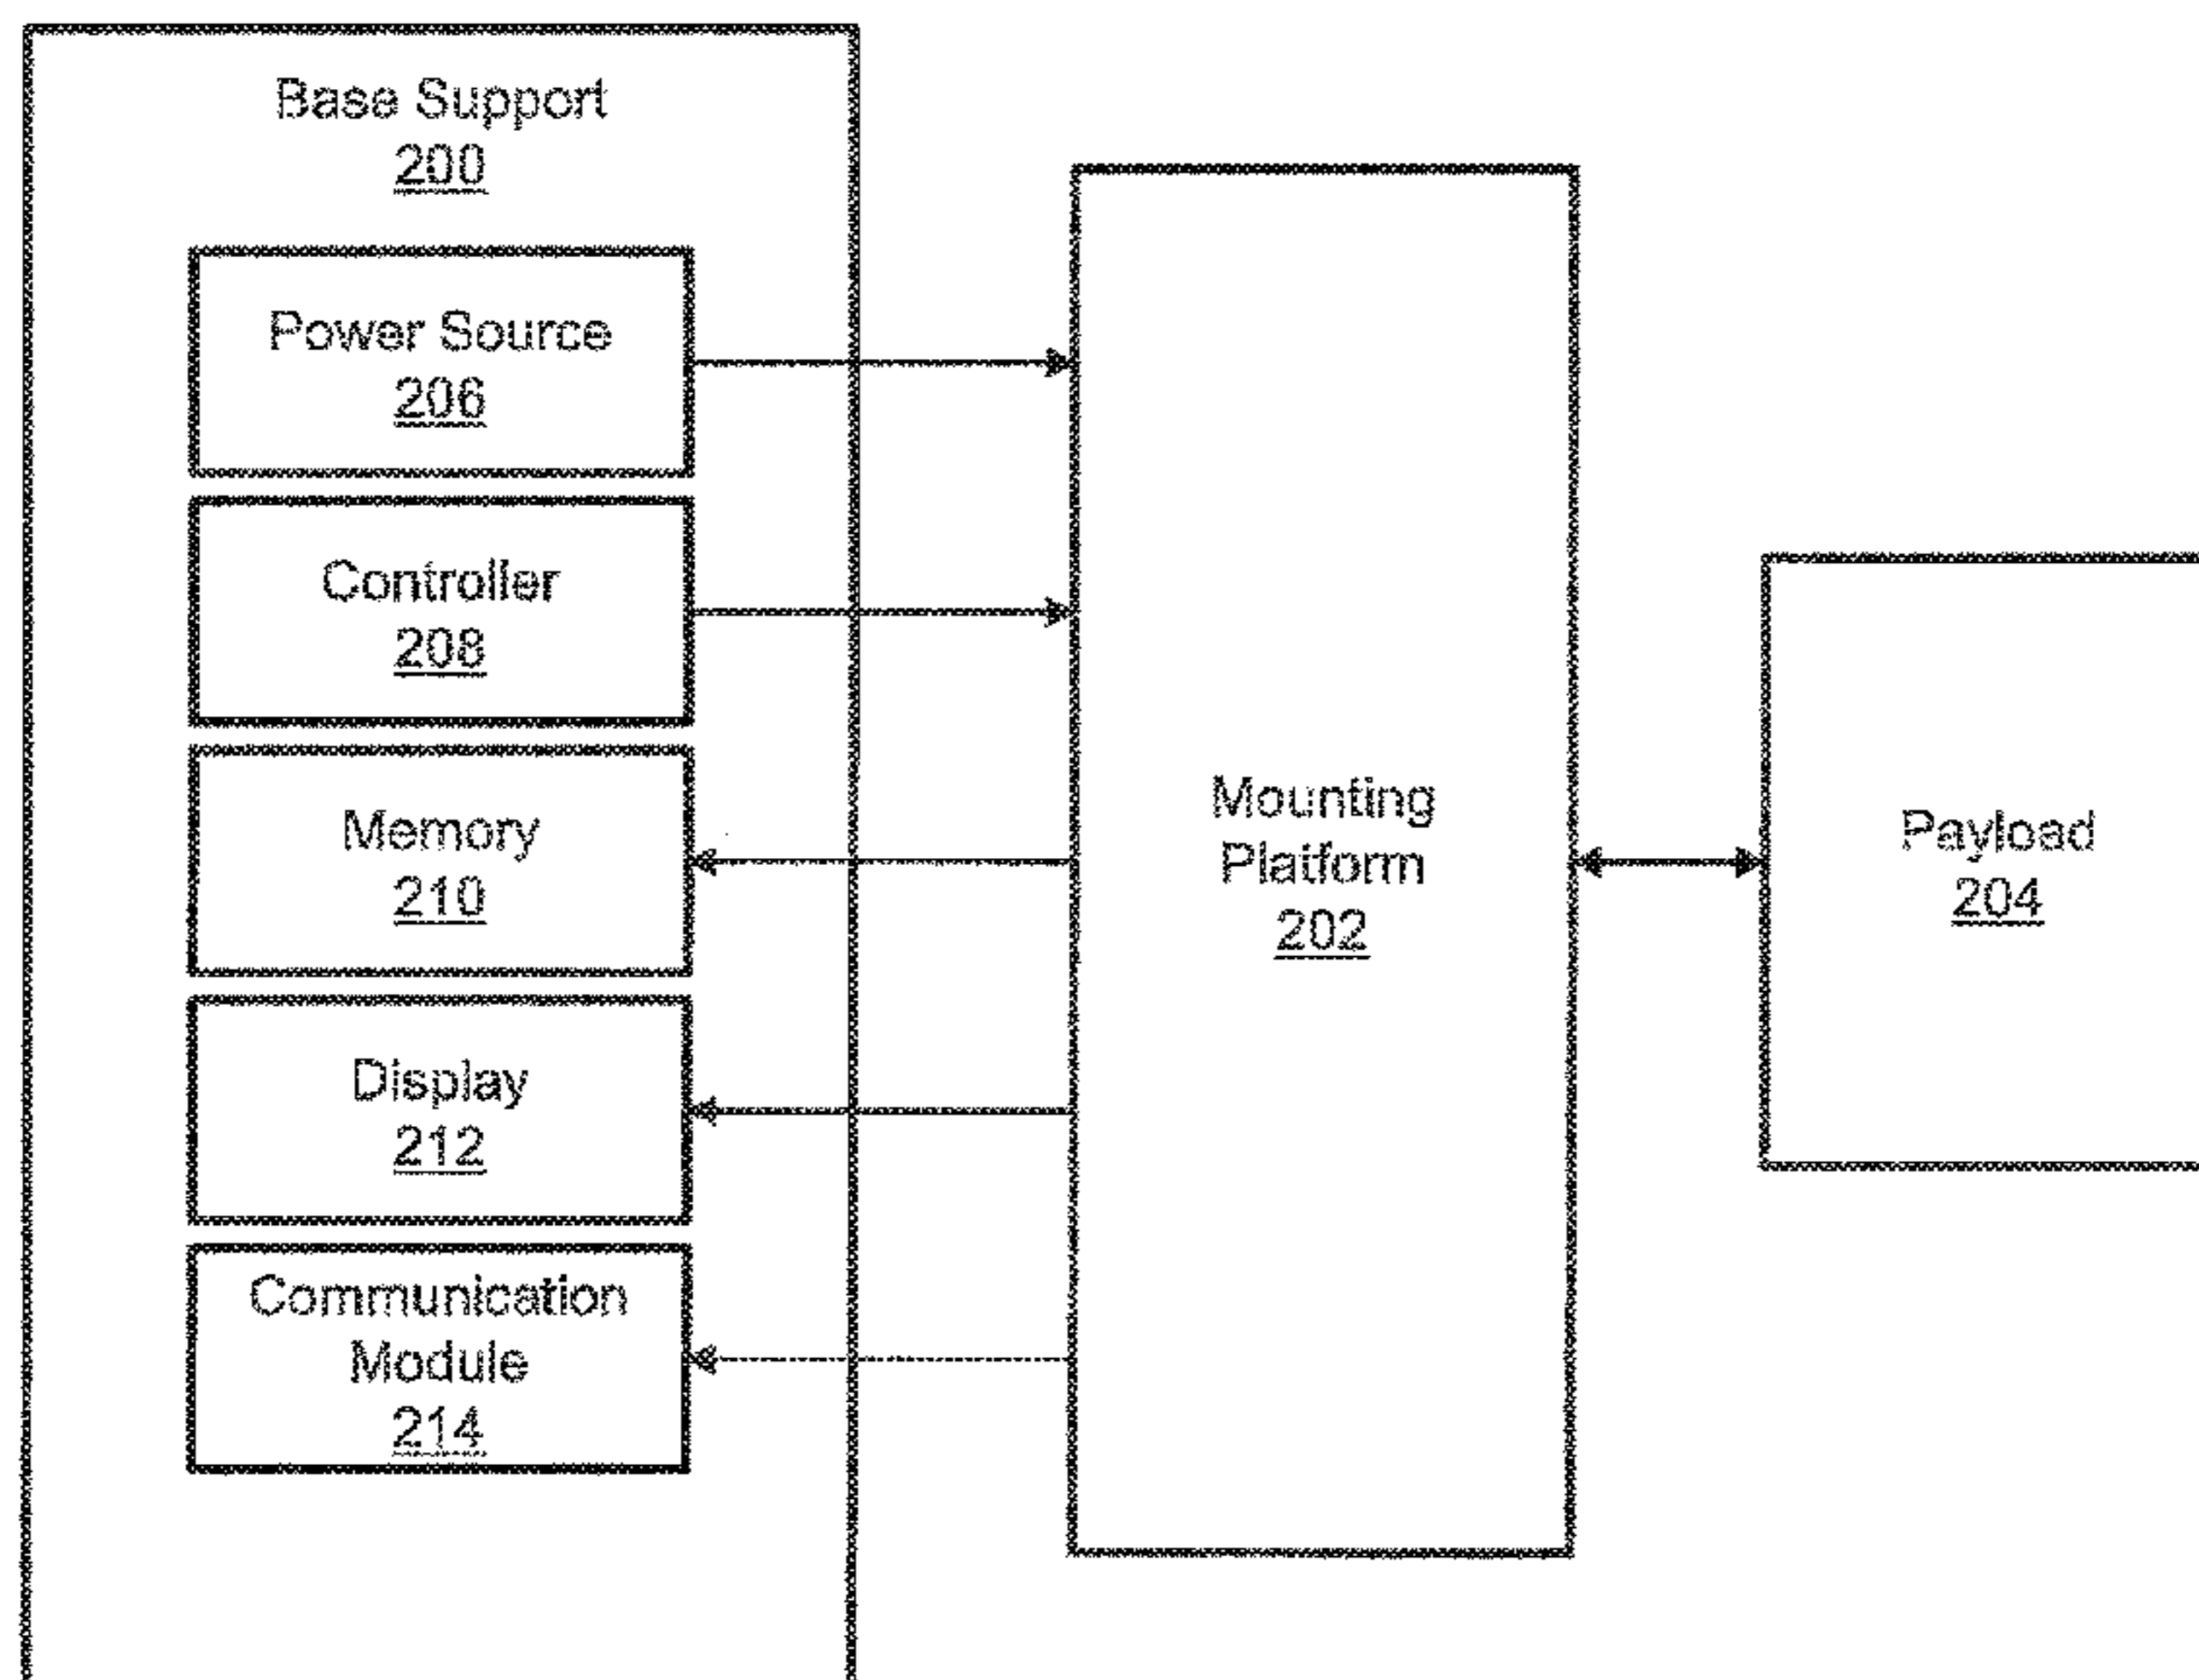 Base Support
200
Power Source
206
Controller
208
Memory
210
Display
212
Communication
Module
214
Mounting
Platform
202
Payload
204